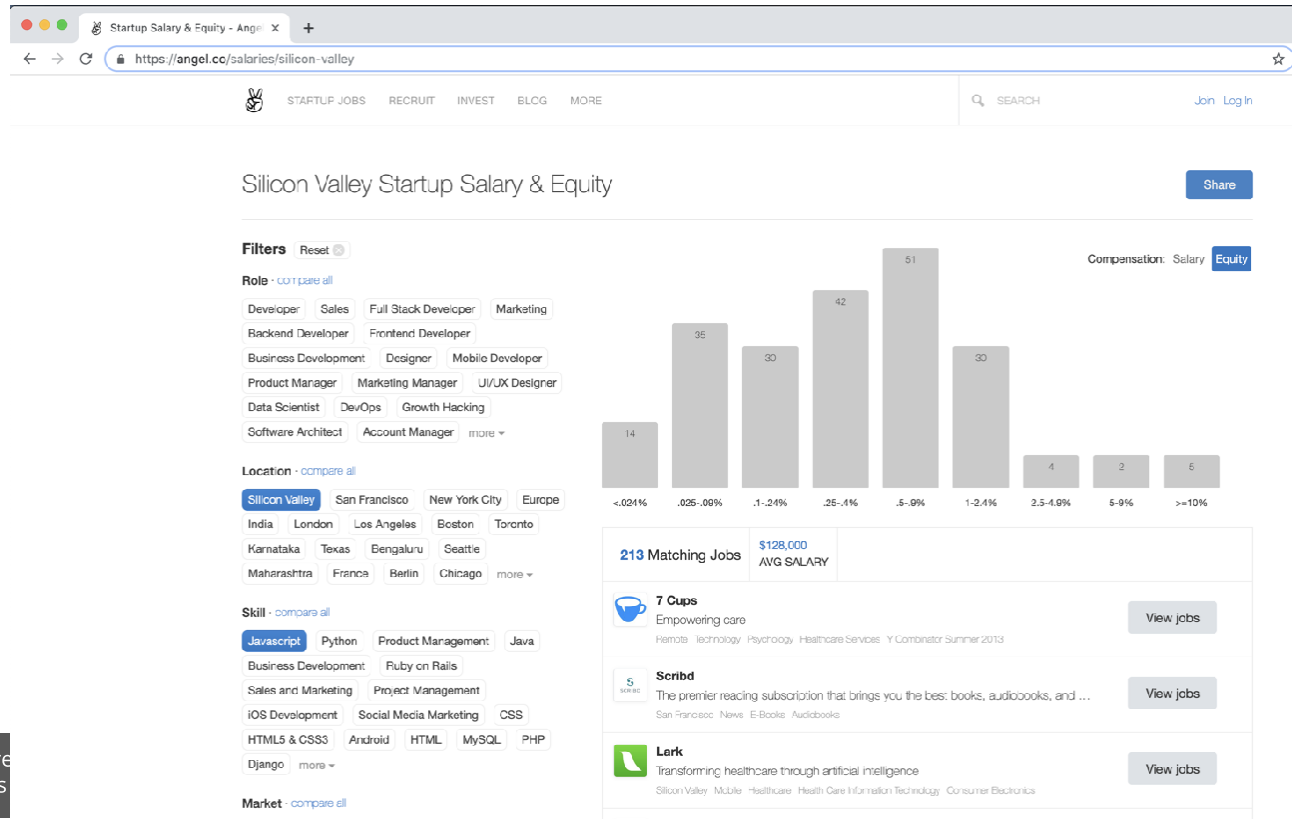 Startup Salary & Equity - Angel x +
https://angel.co/salaries/silicon-valley
STARTUP JOBS RECRUIT INVEST BLOG MORE SEARCH Join Log In
Silicon Valley Startup Salary & Equity Share
Filters Reset
Role · compare all
Developer Sales Full Stack Developer Marketing
Backend Developer Frontend Developer
Business Development Designer Mobile Developer
Product Manager Marketing Manager UI/UX Designer
Data Scientist DevOps Growth Hacking
Software Architect Account Manager more
Location · compare all
Silicon Valley San Francisco New York City Europe
India London Los Angeles Boston Toronto
Karnataka Texas Bengaluru Seattle
Maharashtra France Berlin Chicago more
Skill · compare all
Javascript Python Product Management Java
Business Development Ruby on Rails
Sales and Marketing Project Management
iOS Development Social Media Marketing CSS
HTML5 & CSS3 Android HTML MySQL PHP
Django more
Market · compare all
Compensation: Salary Equity
14 35 30 42 51 30 4 2 5
<.024% .025-.09% .1-.24% .25-.4% .5-.9% 1-2.4% 2.5-4.9% 5-9% >=10%
213 Matching Jobs
$128,000
AVG SALARY
7 Cups
Empowering care
Remote Technology Psychology Healthcare Services Y Combinator Summer 2013
View jobs
S
SCRIBD
Scribd
The premier reading subscription that brings you the best books, audiobooks, and ...
San Francisco News E-Books Audiobooks
View jobs
Lark
Transforming healthcare through artificial intelligence
Silicon Valley Mobile Healthcare Health Care Information Technology Consumer Electronics
View jobs